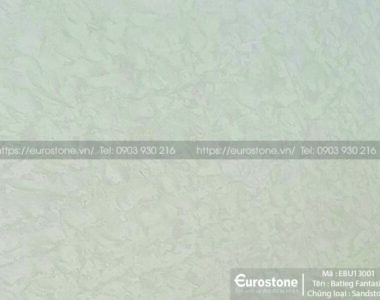 https://eurostone.vn/ Tel: 0903 930 216 https://eurostone.vn/ Tel: 0903 930 216
Mã : EBU13001
Eurostone
Tên : Batleg Fantasi
Chủng loại : Sandsto